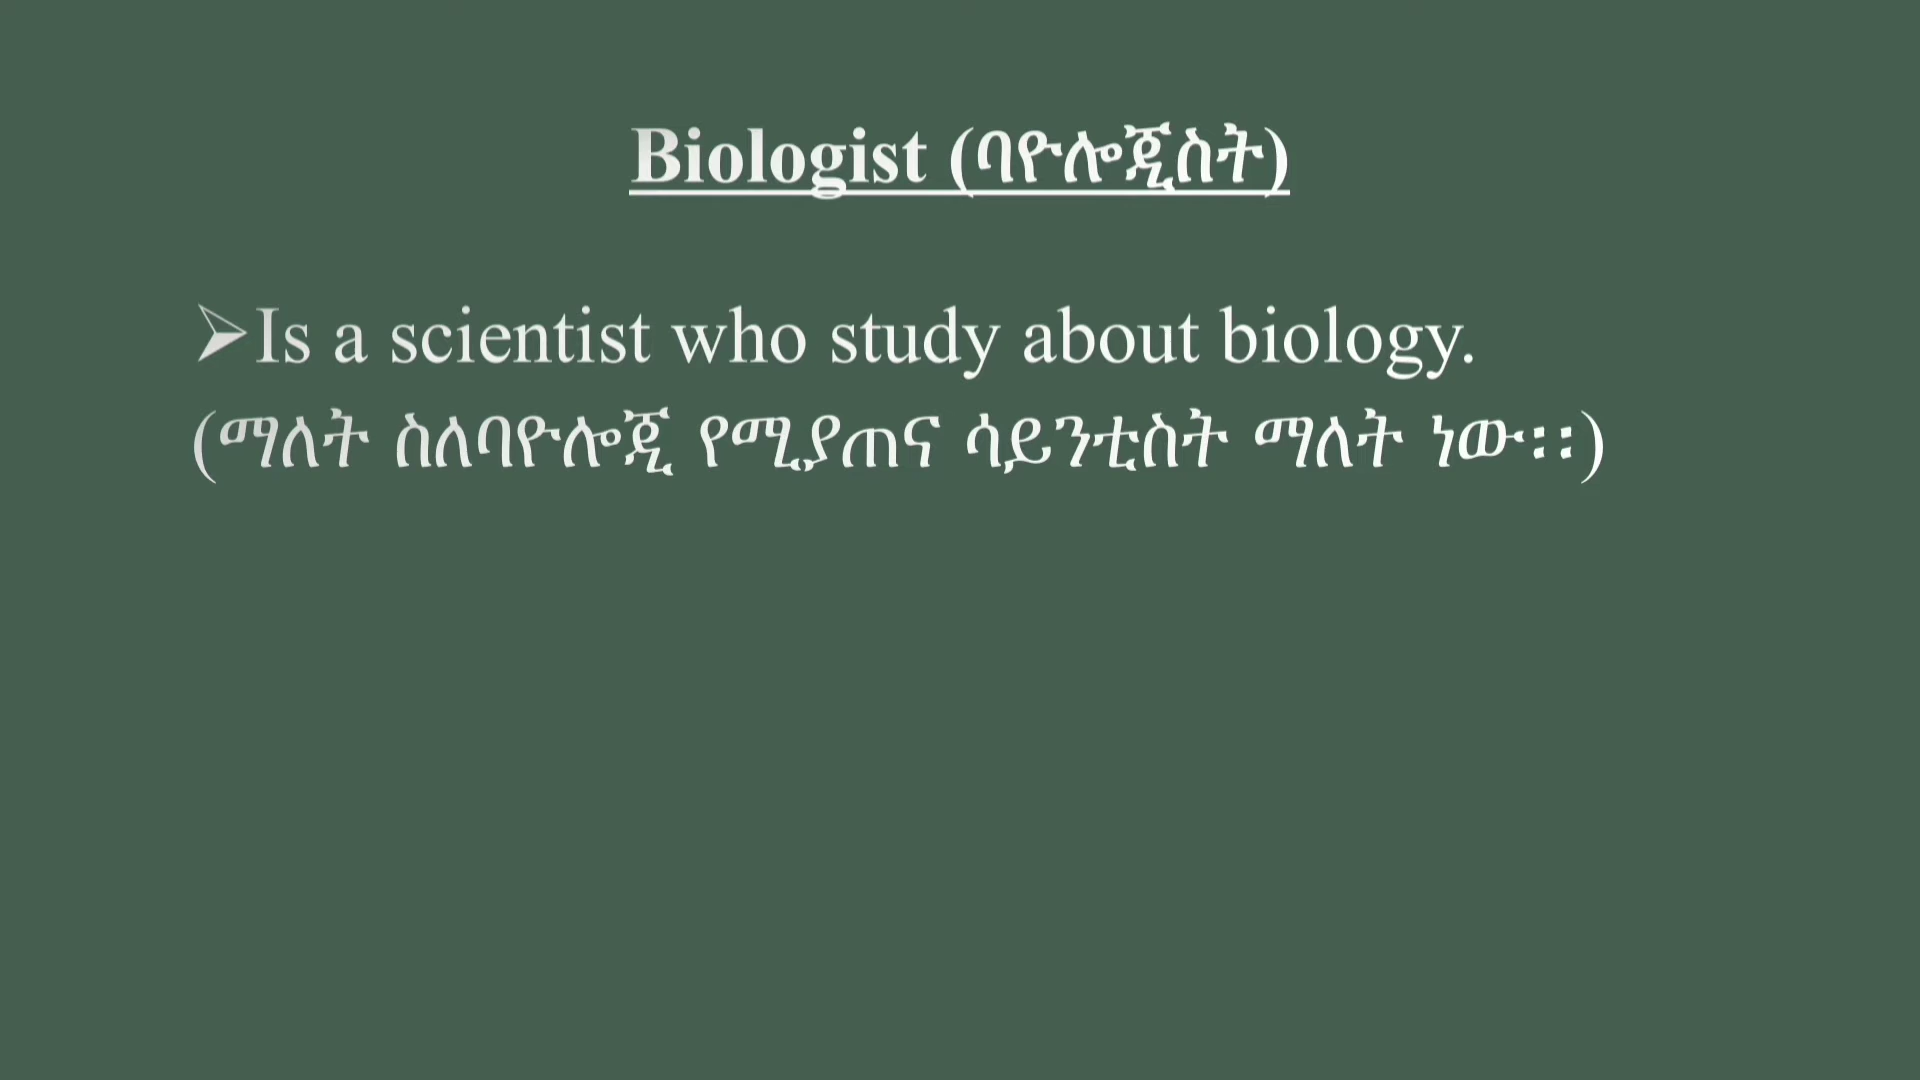 Biologist (ባዮሎጂስት)
➢Is a scientist who study about biology.
(ማለት ስለባዮሎጂ የሚያጠና ሳይንቲስት ማለት ነው፡፡)